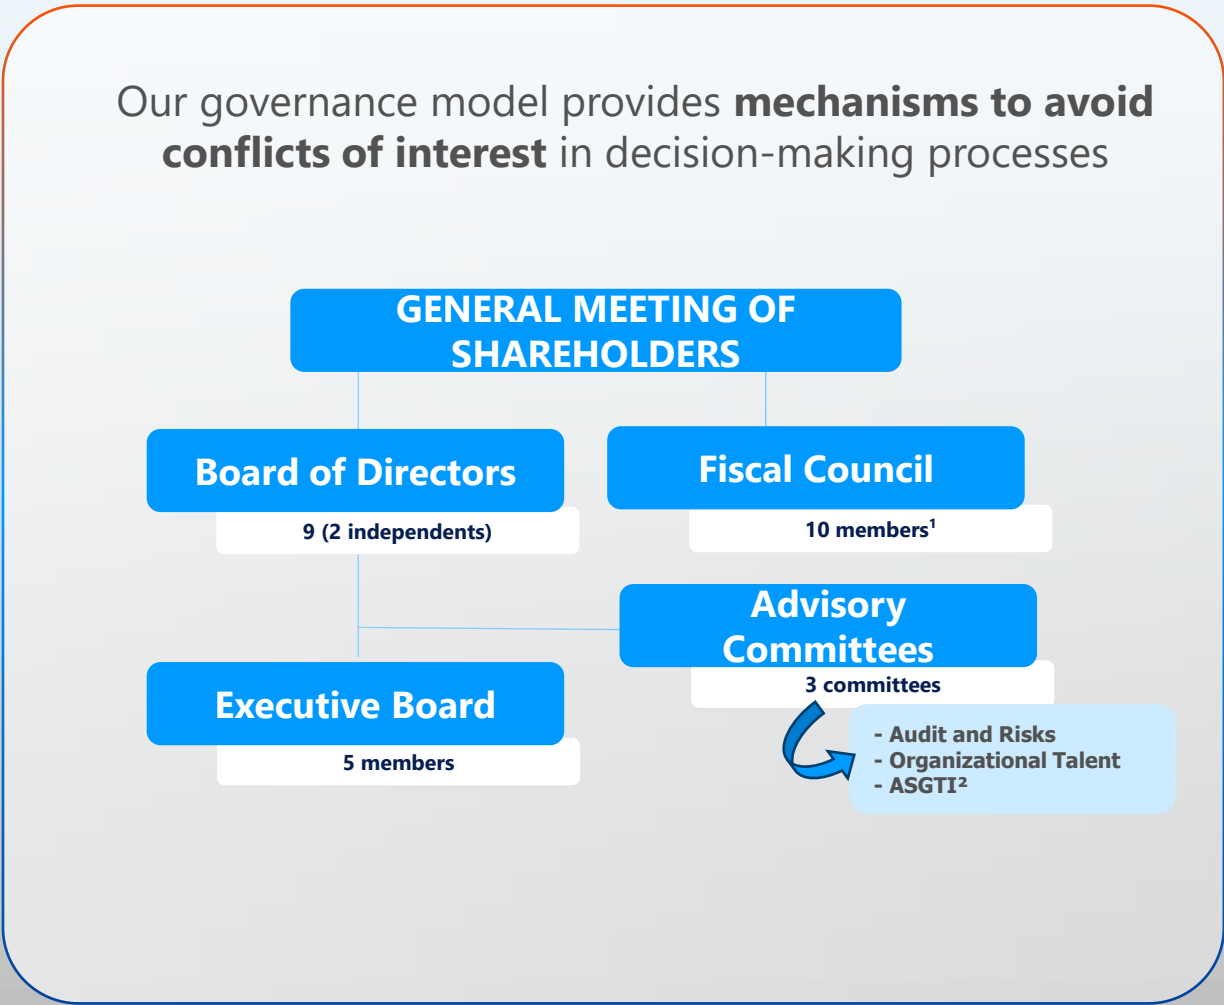 Our governance model provides mechanisms to avoid
conflicts of interest in decision-making processes
GENERAL MEETING OF
SHAREHOLDERS
Board of Directors
9 (2 independents)
Fiscal Council
10 members¹
Advisory
Committees
3 committees
- Audit and Risks
- Organizational Talent
- ASGTI²
Executive Board
5 members